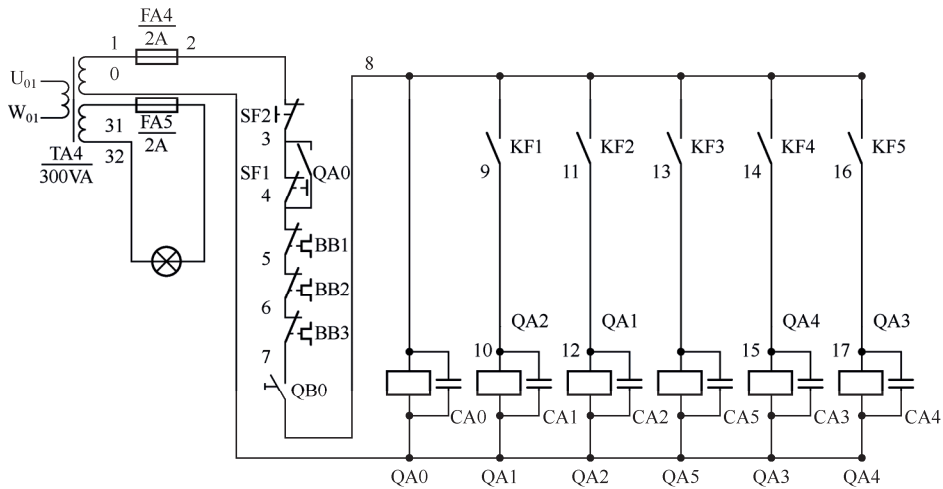 FA4
1 2A 2 8
U01 0
W01 31 FA5
32 2A
TA4
300VA
SF2
3
SF1 QA0
4
5 BB1
BB2
6
BB3
7
QB0
KF1 KF2 KF3 KF4 KF5
9 11 13 14 16
QA2 QA1 QA4 QA3
10 12 15 17
CA0 CA1 CA2 CA5 CA3 CA4
QA0 QA1 QA2 QA5 QA3 QA4